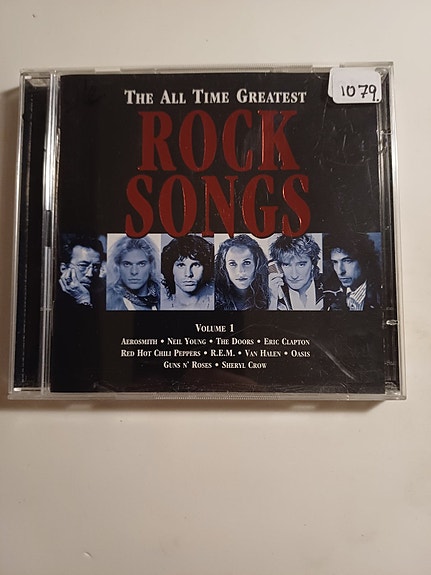 1079
THE ALL TIME GREATEST
ROCK
SONGS
VOLUME 1
AEROSMITH • NEIL YOUNG • THE DOORS • ERIC CLAPTON
RED HOT CHILI PEPPERS • R.E.M. • VAN HALEN • OASIS
GUNS N' ROSES • SHERYL CROW